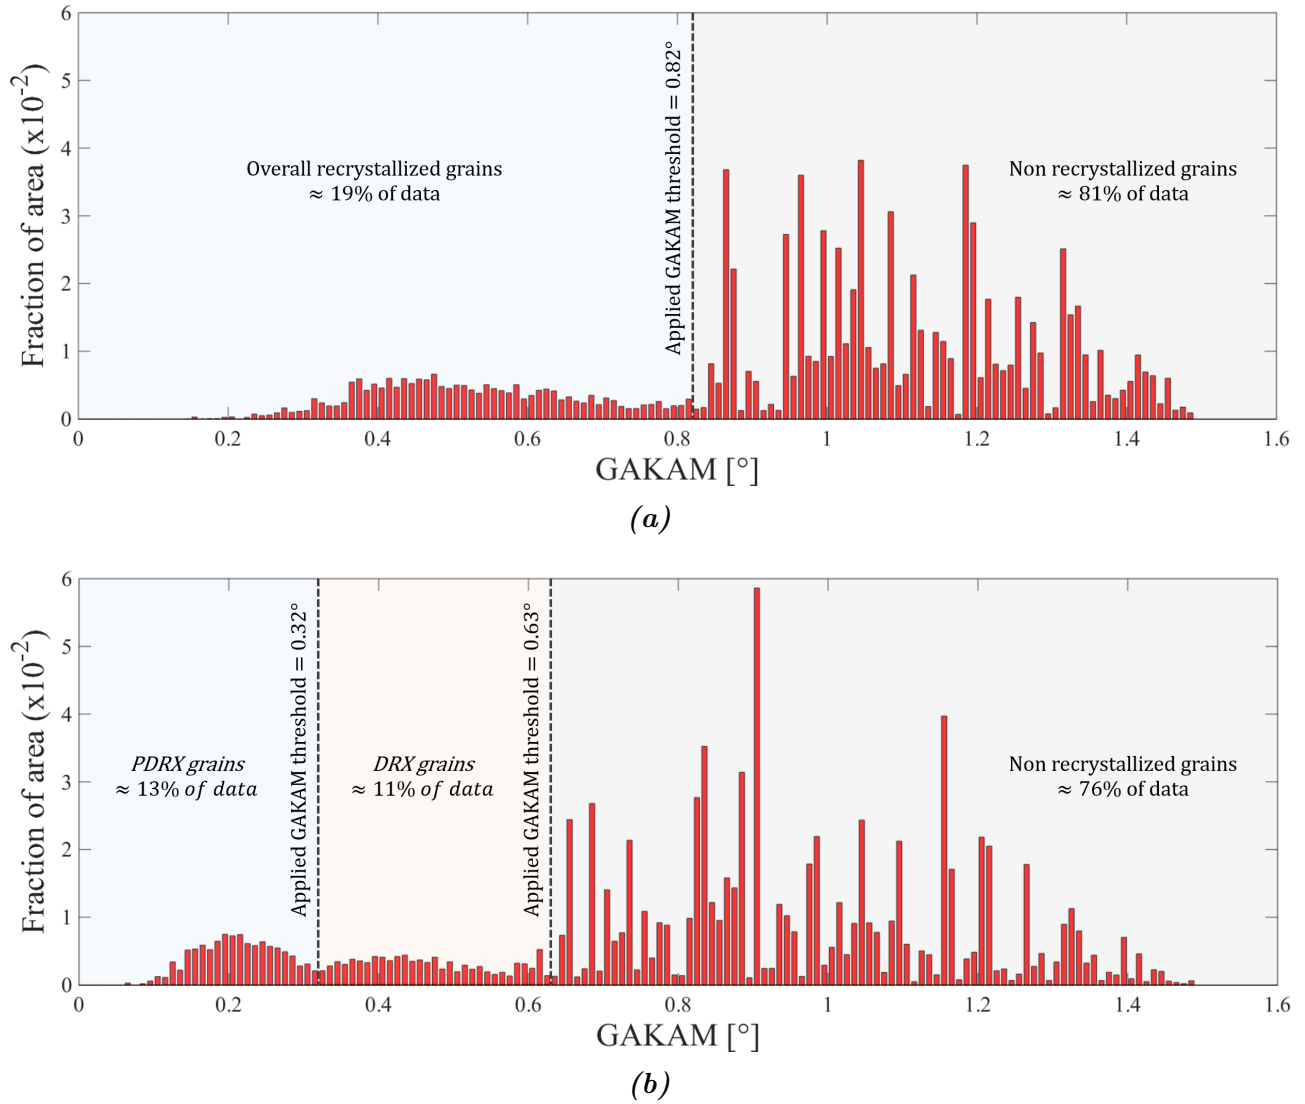 6
5
4
3
2
1
0
Fraction of area (x10-2)
Overall recrystallized grains
≈ 19% of data
Applied GAKAM threshold = 0.82°
Non recrystallized grains
≈ 81% of data
0 0.2 0.4 0.6 0.8 1 1.2 1.4 1.6
GAKAM [°]
(a)
6
5
4
3
2
1
0
Fraction of area (x10-2)
PDRX grains
≈ 13% of data
Applied GAKAM threshold = 0.32°
DRX grains
≈ 11% of data
Applied GAKAM threshold = 0.63°
Non recrystallized grains
≈ 76% of data
0 0.2 0.4 0.6 0.8 1 1.2 1.4 1.6
GAKAM [°]
(b)